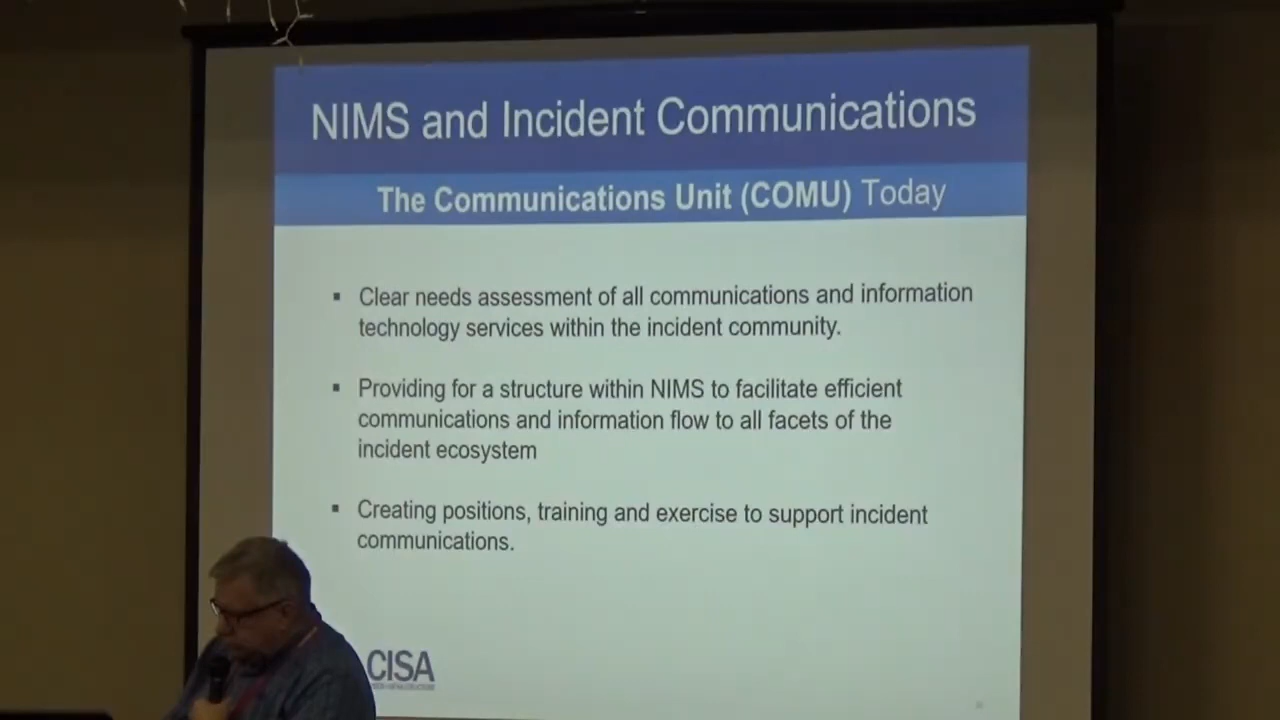 NIMS and Incident Communications
The Communications Unit (COMU) Today
▪ Clear needs assessment of all communications and information
technology services within the incident community.
▪ Providing for a structure within NIMS to facilitate efficient
communications and information flow to all facets of the
incident ecosystem
▪ Creating positions, training and exercise to support incident
communications.
CISA